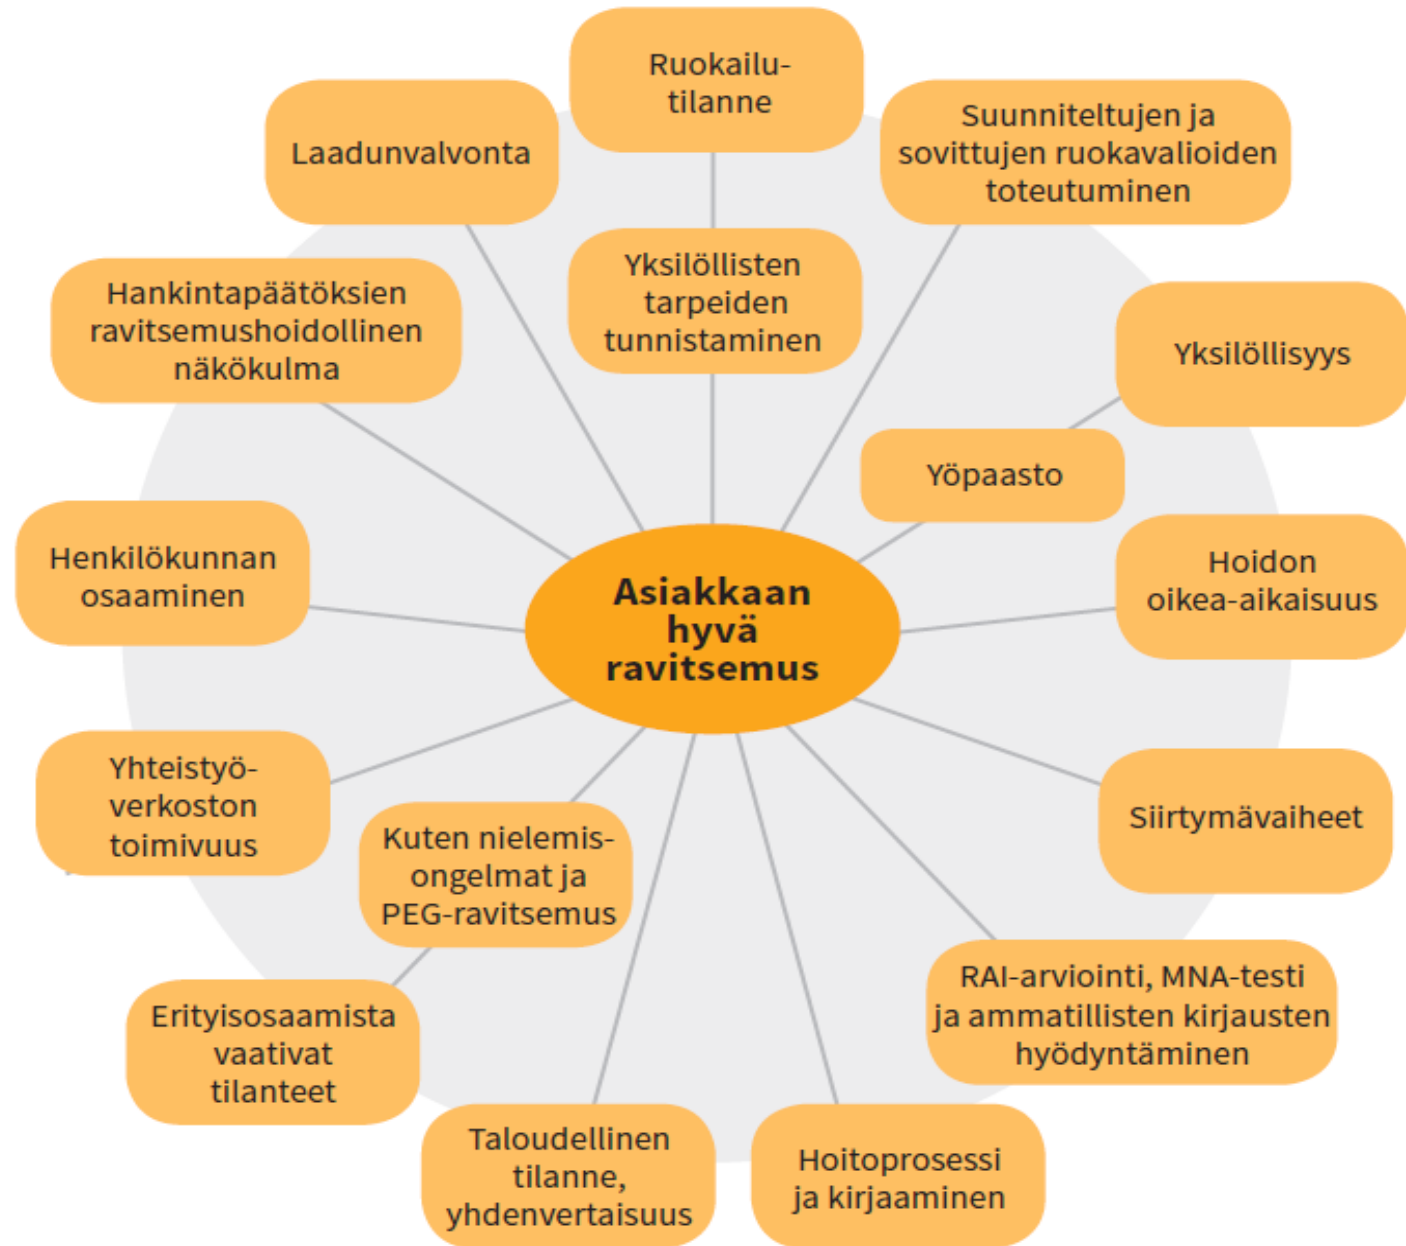 Ruokailu-
tilanne
Laadunvalvonta
Suunniteltujen ja
sovittujen ruokavalioiden
toteutuminen
Yksilöllisten
tarpeiden
tunnistaminen
Hankintapäätöksien
ravitsemushoidollinen
näkökulma
Yksilöllisyys
Yöpaasto
Henkilökunnan
osaaminen
Asiakkaan
hyvä
ravitsemus
Hoidon
oikea-aikaisuus
Yhteistyö-
verkoston
toimivuus
Siirtymävaiheet
Kuten nielemis-
ongelmat ja
PEG-ravitsemus
RAI-arviointi, MNA-testi
ja ammatillisten kirjausten
hyödyntäminen
Erityisosaamista
vaativat
tilanteet
Taloudellinen
tilanne,
yhdenvertaisuus
Hoitoprosessi
ja kirjaaminen